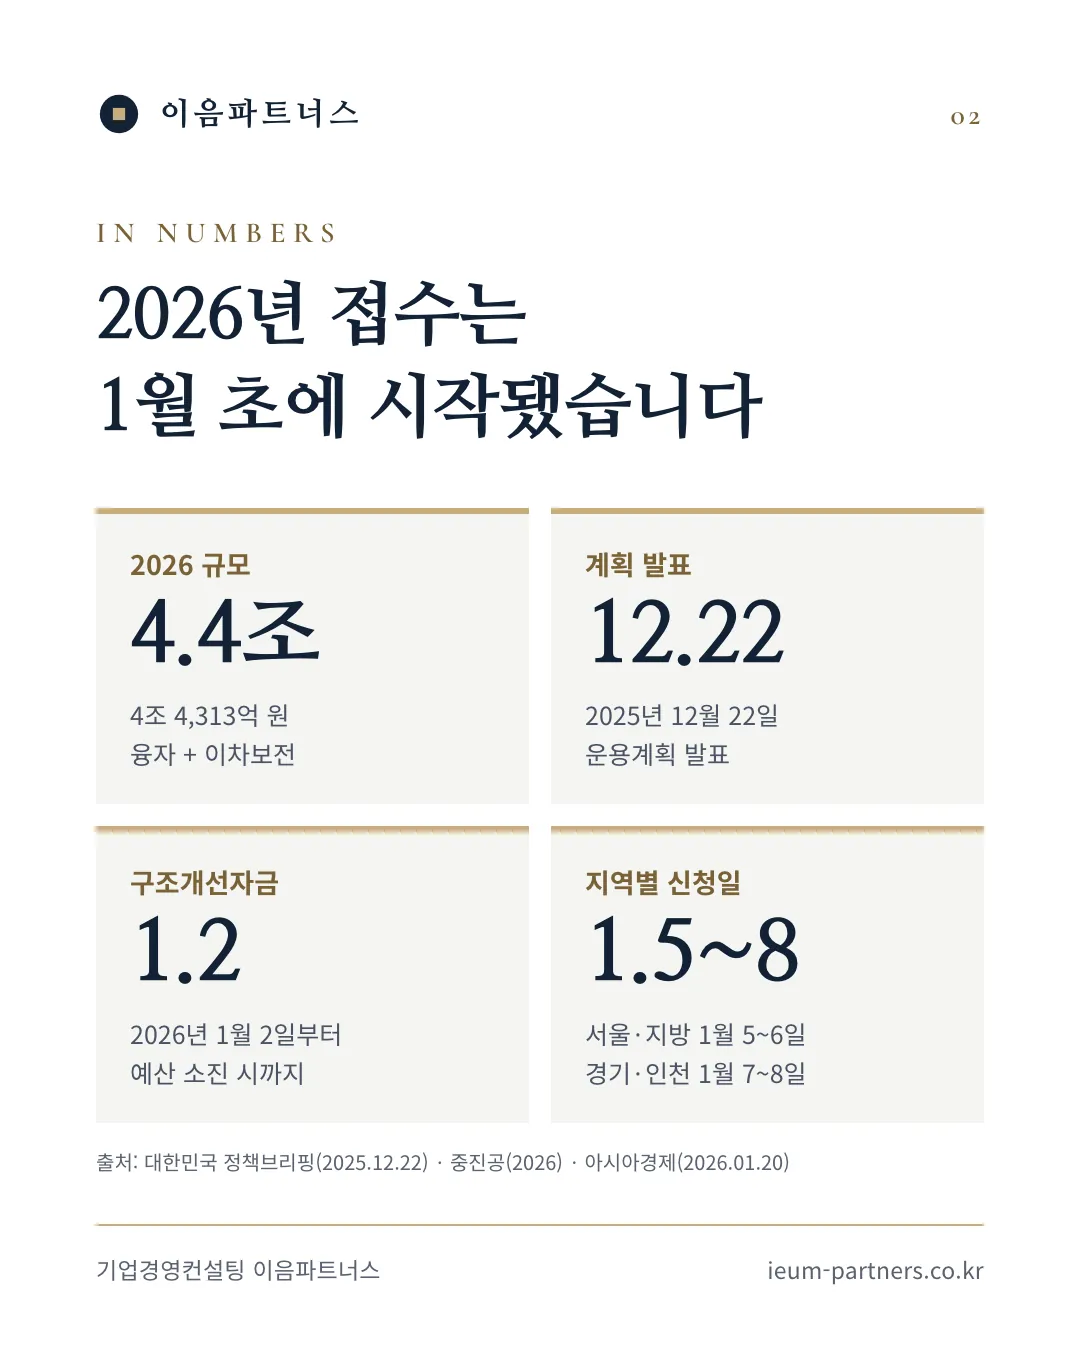 이음파트너스
02
IN NUMBERS
2026년 접수는
1월 초에 시작됐습니다
2026 규모
4.4조
4조 4,313억 원
융자 + 이차보전
계획 발표
12.22
2025년 12월 22일
운용계획 발표
구조개선자금
1.2
2026년 1월 2일부터
예산 소진 시까지
지역별 신청일
1.5~8
서울·지방 1월 5~6일
경기·인천 1월 7~8일
출처: 대한민국 정책브리핑(2025.12.22) · 중진공(2026) · 아시아경제(2026.01.20)
기업경영컨설팅 이음파트너스
ieum-partners.co.kr